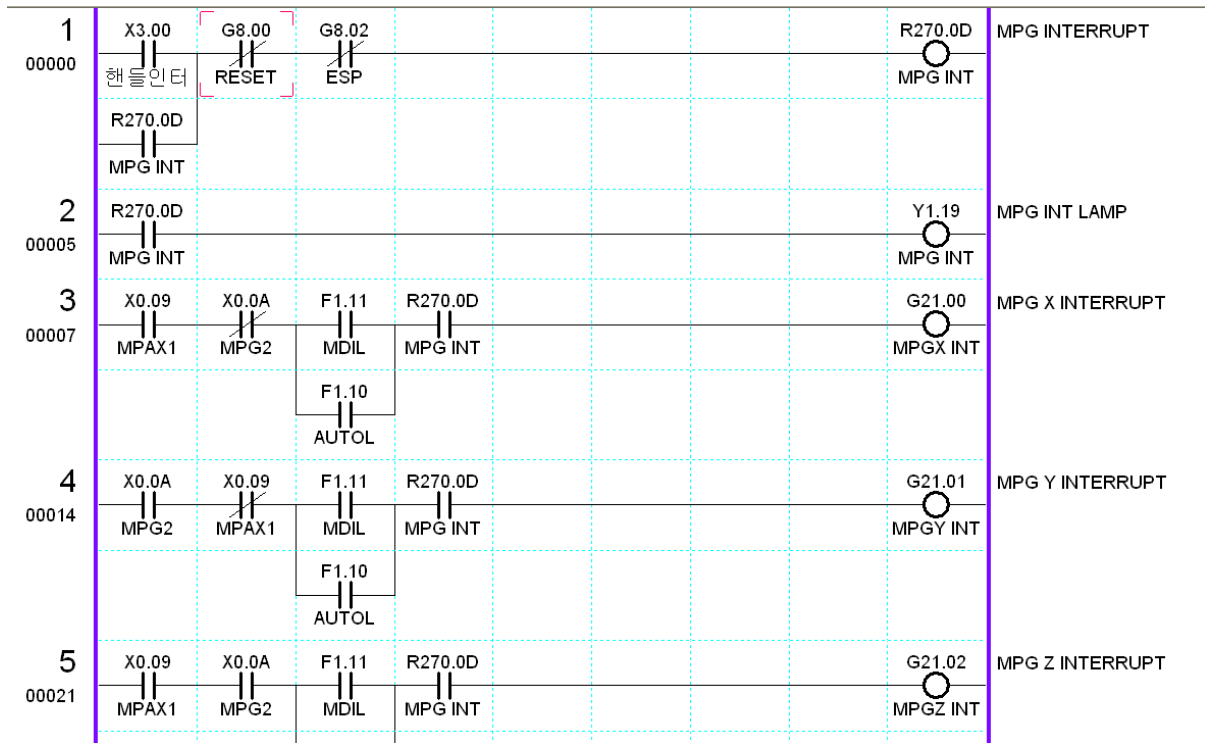 1 X3.00 G8.00 G8.02 R270.0D MPG INTERRUPT
00000 핸들인터 RESET ESP MPG INT
R270.0D
MPG INT
2 R270.0D Y1.19 MPG INT LAMP
00005 MPG INT MPG INT
3 X0.09 X0.0A F1.11 R270.0D G21.00 MPG X INTERRUPT
00007 MPAX1 MPG2 MDIL MPG INT MPGX INT
F1.10
AUTOL
4 X0.0A X0.09 F1.11 R270.0D G21.01 MPG Y INTERRUPT
00014 MPG2 MPAX1 MDIL MPG INT MPGY INT
F1.10
AUTOL
5 X0.09 X0.0A F1.11 R270.0D G21.02 MPG Z INTERRUPT
00021 MPAX1 MPG2 MDIL MPG INT MPGZ INT